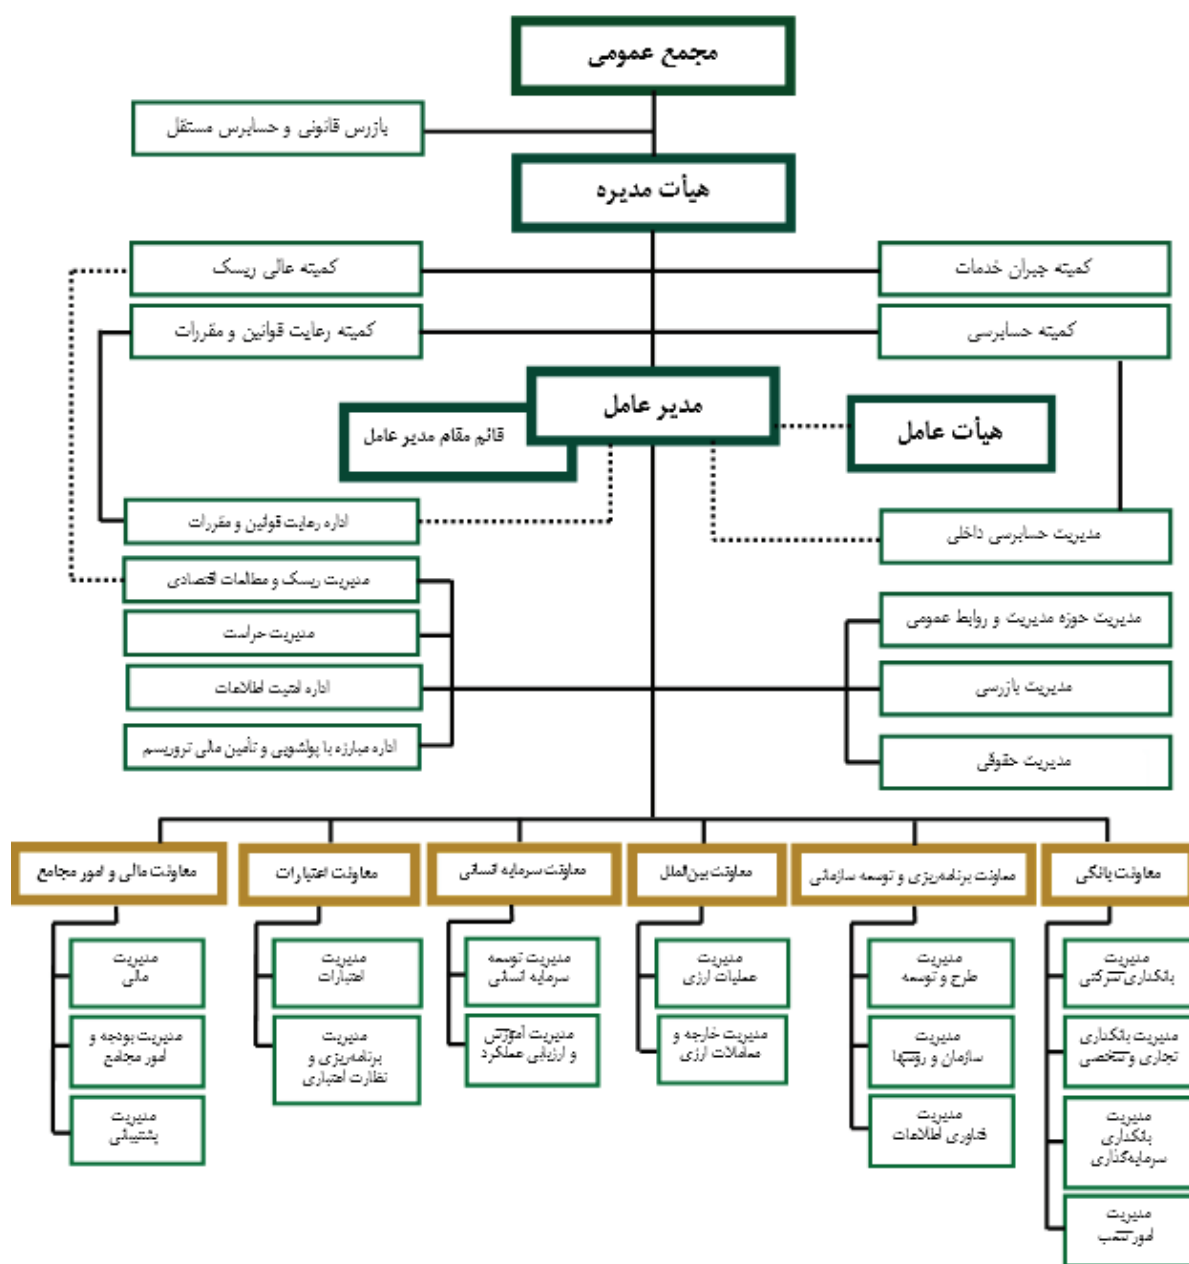 مجمع عمومی
بازرس قانونی و حسابرس مستقل
هیأت مدیره
کمیته جبران خدمات
کمیته عالی ریسک
کمیته حسابرسی
کمیته رعایت قوانین و مقررات
مدیر عامل
هیأت عامل
قائم مقام مدیر عامل
مدیریت حسابرسی داخلی
اداره رعایت قوانین و مقررات
مدیریت ریسک و مطالعات اقتصادی
مدیریت حوزه مدیریت و روابط عمومی
مدیریت حراست
مدیریت بازرسی
اداره امنیت اطلاعات
مدیریت حقوقی
اداره مبارزه با پولشویی و تأمین مالی تروریسم
معاونت بانکی
معاونت برنامه‌ریزی و توسعه سازمانی
معاونت بین‌الملل
معاونت سرمایه انسانی
معاونت اعتبارات
معاونت مالی و امور مجامع
مدیریت
بانکداری شرکتی
مدیریت بانکداری
تجاری و شخصی
مدیریت
بانکداری
سرمایه‌گذاری
مدیریت
امور شعب
مدیریت
طرح و توسعه
مدیریت
سازمان و روشها
مدیریت
فناوری اطلاعات
مدیریت
عملیات ارزی
مدیریت خارجه و
معاملات ارزی
مدیریت توسعه
سرمایه انسانی
مدیریت آموزش
و ارزیابی عملکرد
مدیریت
اعتبارات
مدیریت
برنامه‌ریزی و
نظارت اعتباری
مدیریت
مالی
مدیریت بودجه و
امور مجامع
مدیریت
پشتیبانی